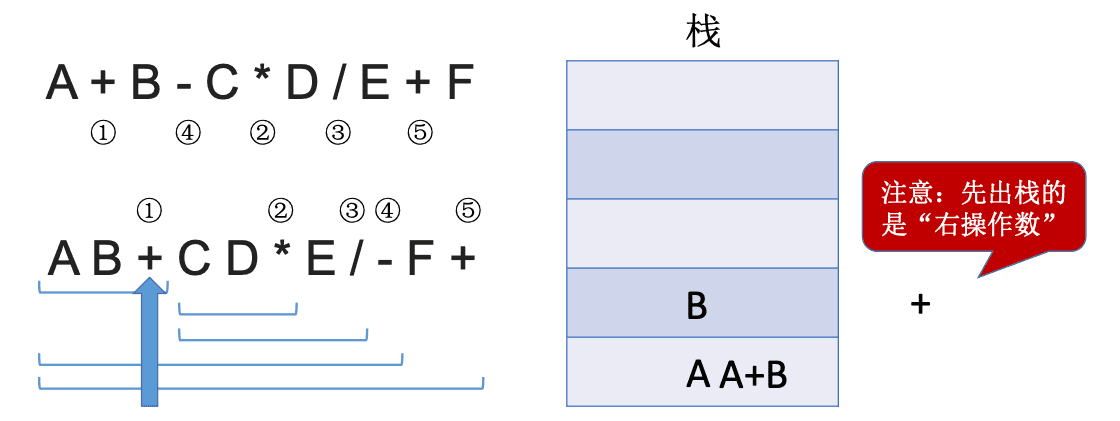 A + B - C * D / E + F
① ④ ② ③ ⑤
① ② ③ ④ ⑤
A B + C D * E / - F +
栈
B
A A+B
+
注意：先出栈的
是“右操作数”